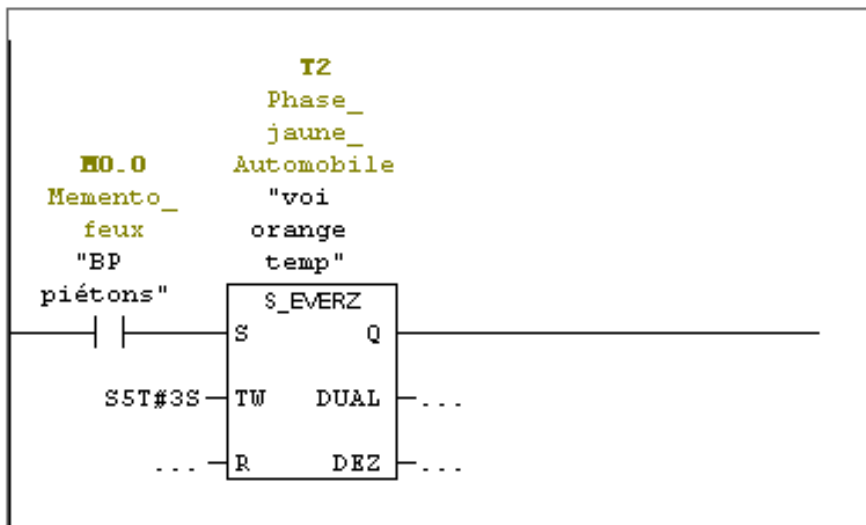 T2
Phase_
jaune_
Automobile
"voi
orange
temp"
M0.0
Memento_
feux
"BP
piétons"
S_EVERZ
S Q
S5T#3S TW DUAL ...
... R DEZ ...